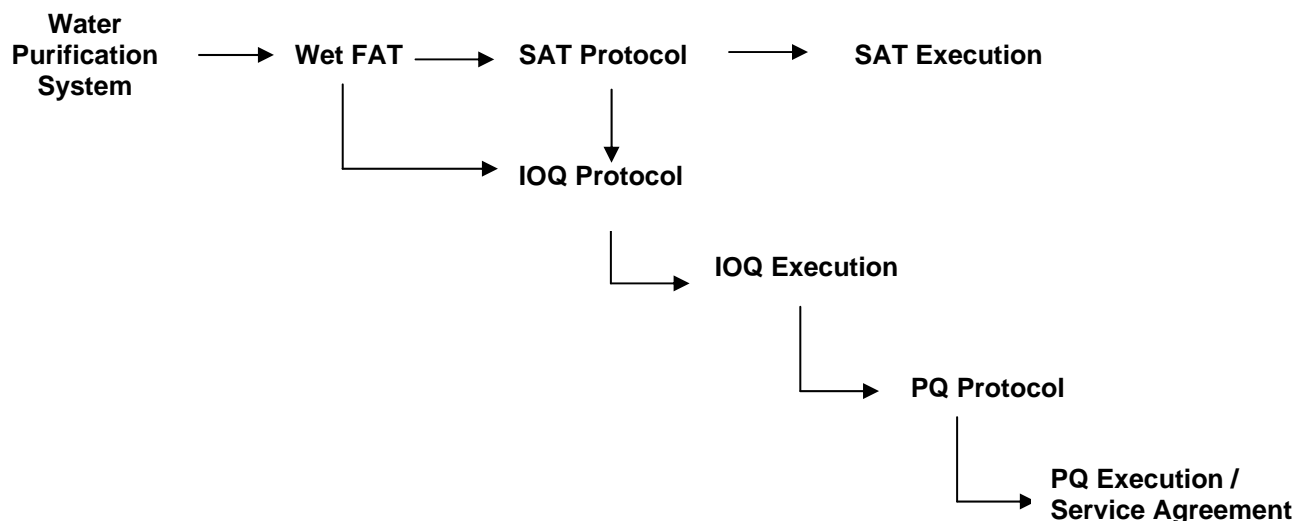 Water
Purification
System
Wet FAT
SAT Protocol
SAT Execution
IOQ Protocol
IOQ Execution
PQ Protocol
PQ Execution /
Service Agreement